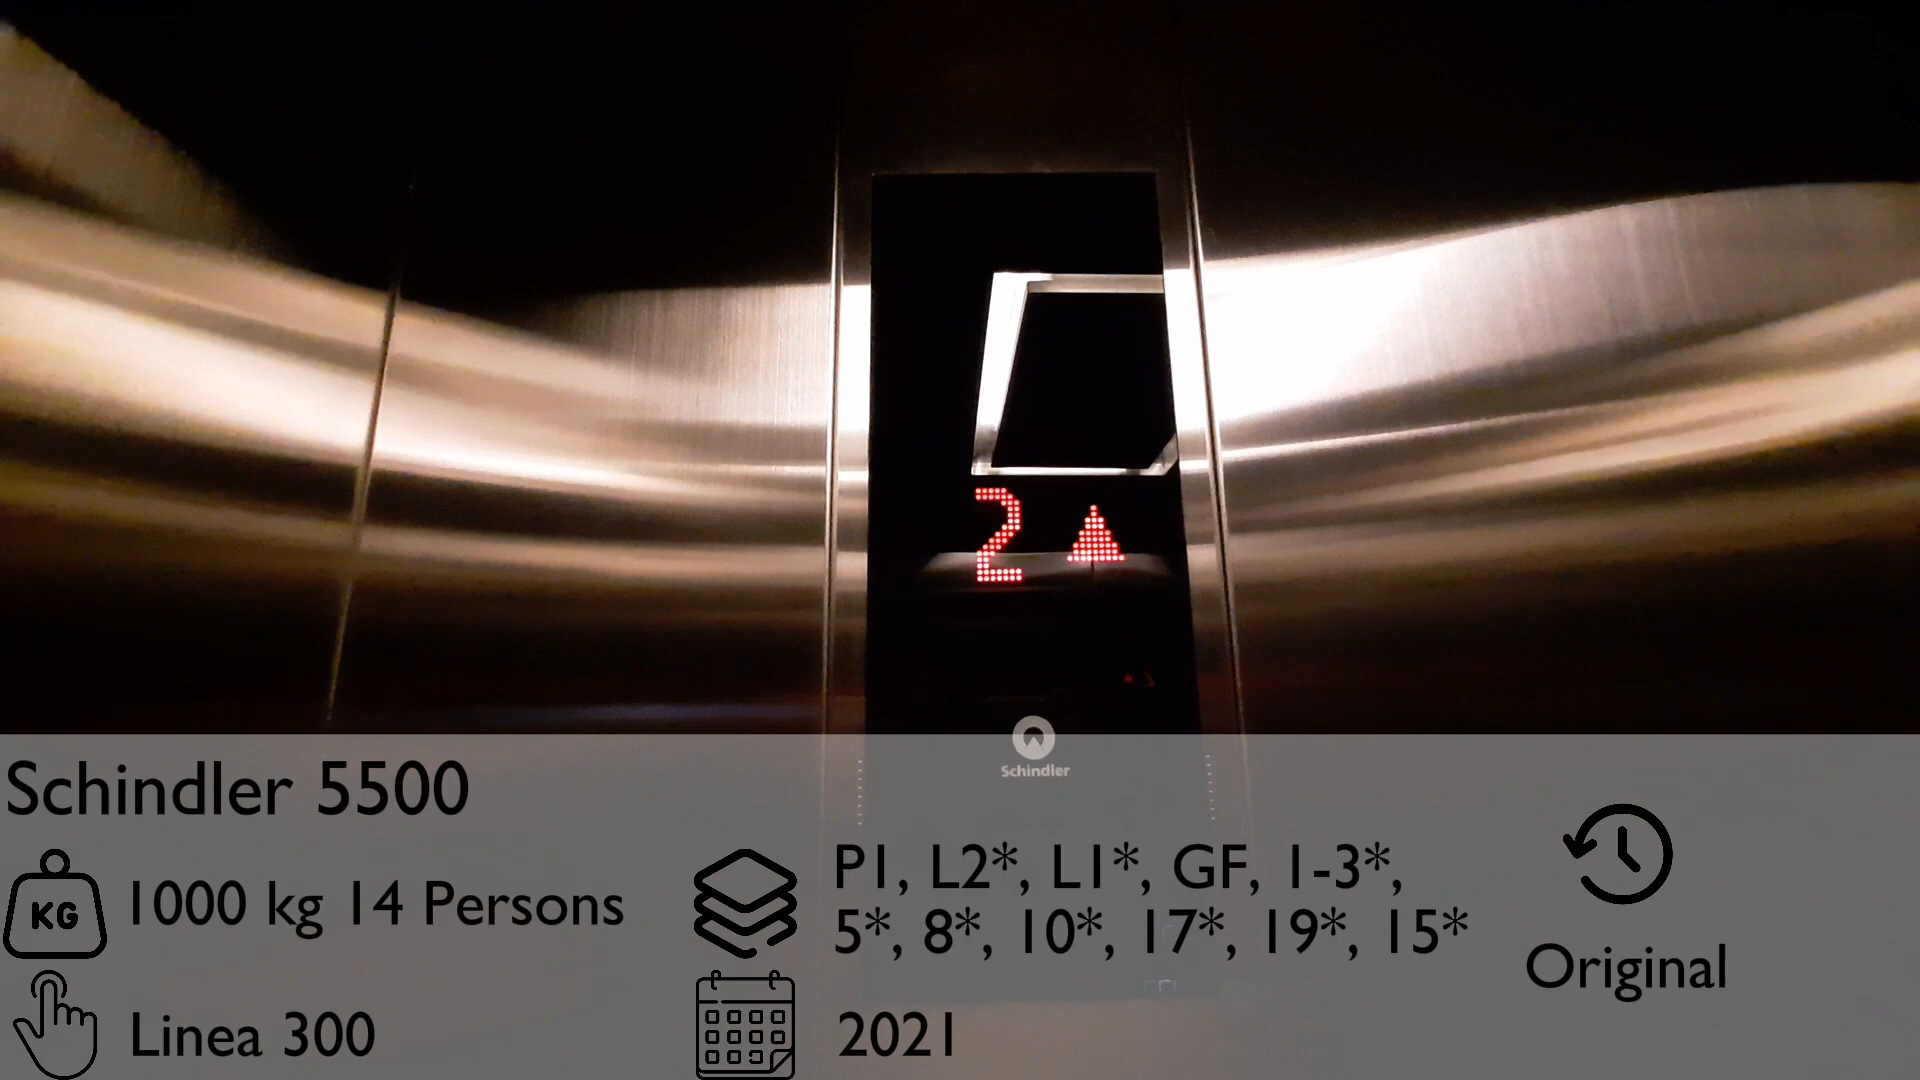 2
Schindler
Schindler 5500
KG
1000 kg 14 Persons
P1, L2*, L1*, GF, 1-3*,
5*, 8*, 10*, 17*, 19*, 15*
Original
Linea 300
2021